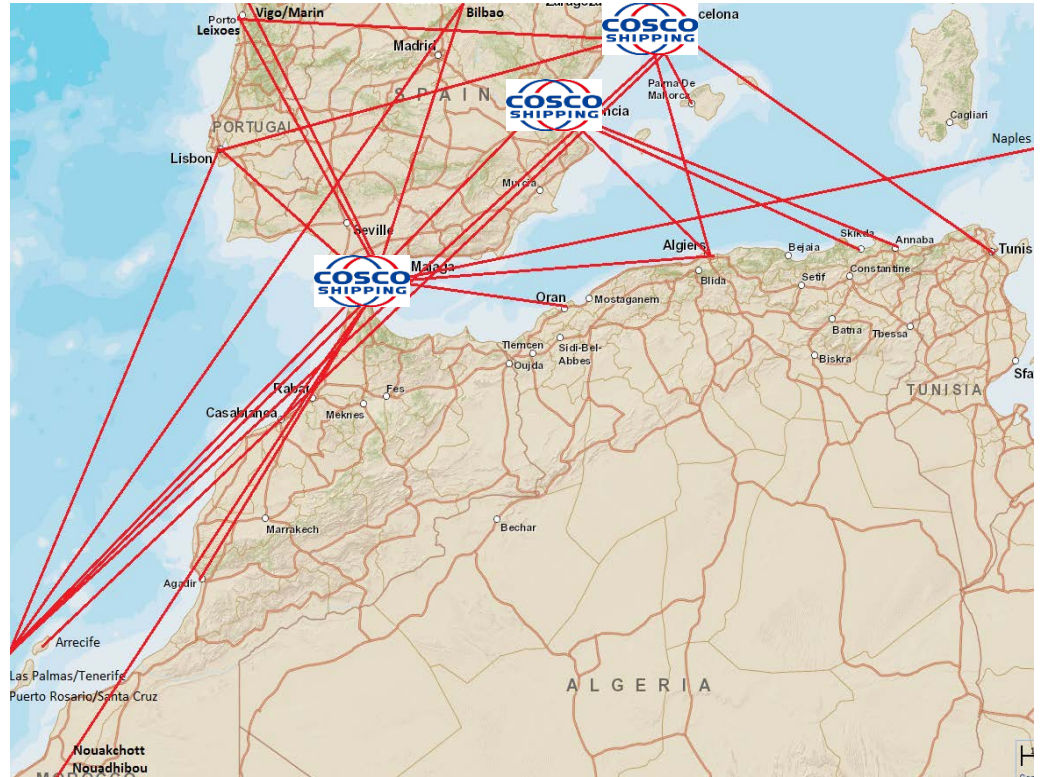 Zaragoza
Porto
Vigo/Marin
Bilbao
COSCO
SHIPPING
celona
Leixoes
Madrid
Palma De
Mallorca
SPAIN
COSCO
SHIPPING
ncia
Cagliari
PORTUGAL
Naples
Lisbon
Murcia
Seville
Algiers
Skikda
Annaba
Bejaia
Tunis
COSCO
SHIPPING
Malaga
Blida
Setif
Constantine
Oran
Mostaganem
Batna
Tbessa
Tlemcen
Sidi-Bel-
Abbes
Oujda
Biskra
Sfa
Rabat
Fes
TUNISIA
Casablanca
Meknes
Marrakech
Bechar
Agadir
Arrecife
Las Palmas/Tenerife
Puerto Rosario/Santa Cruz
ALGERIA
Nouakchott
Nouadhibou
MOROCCO